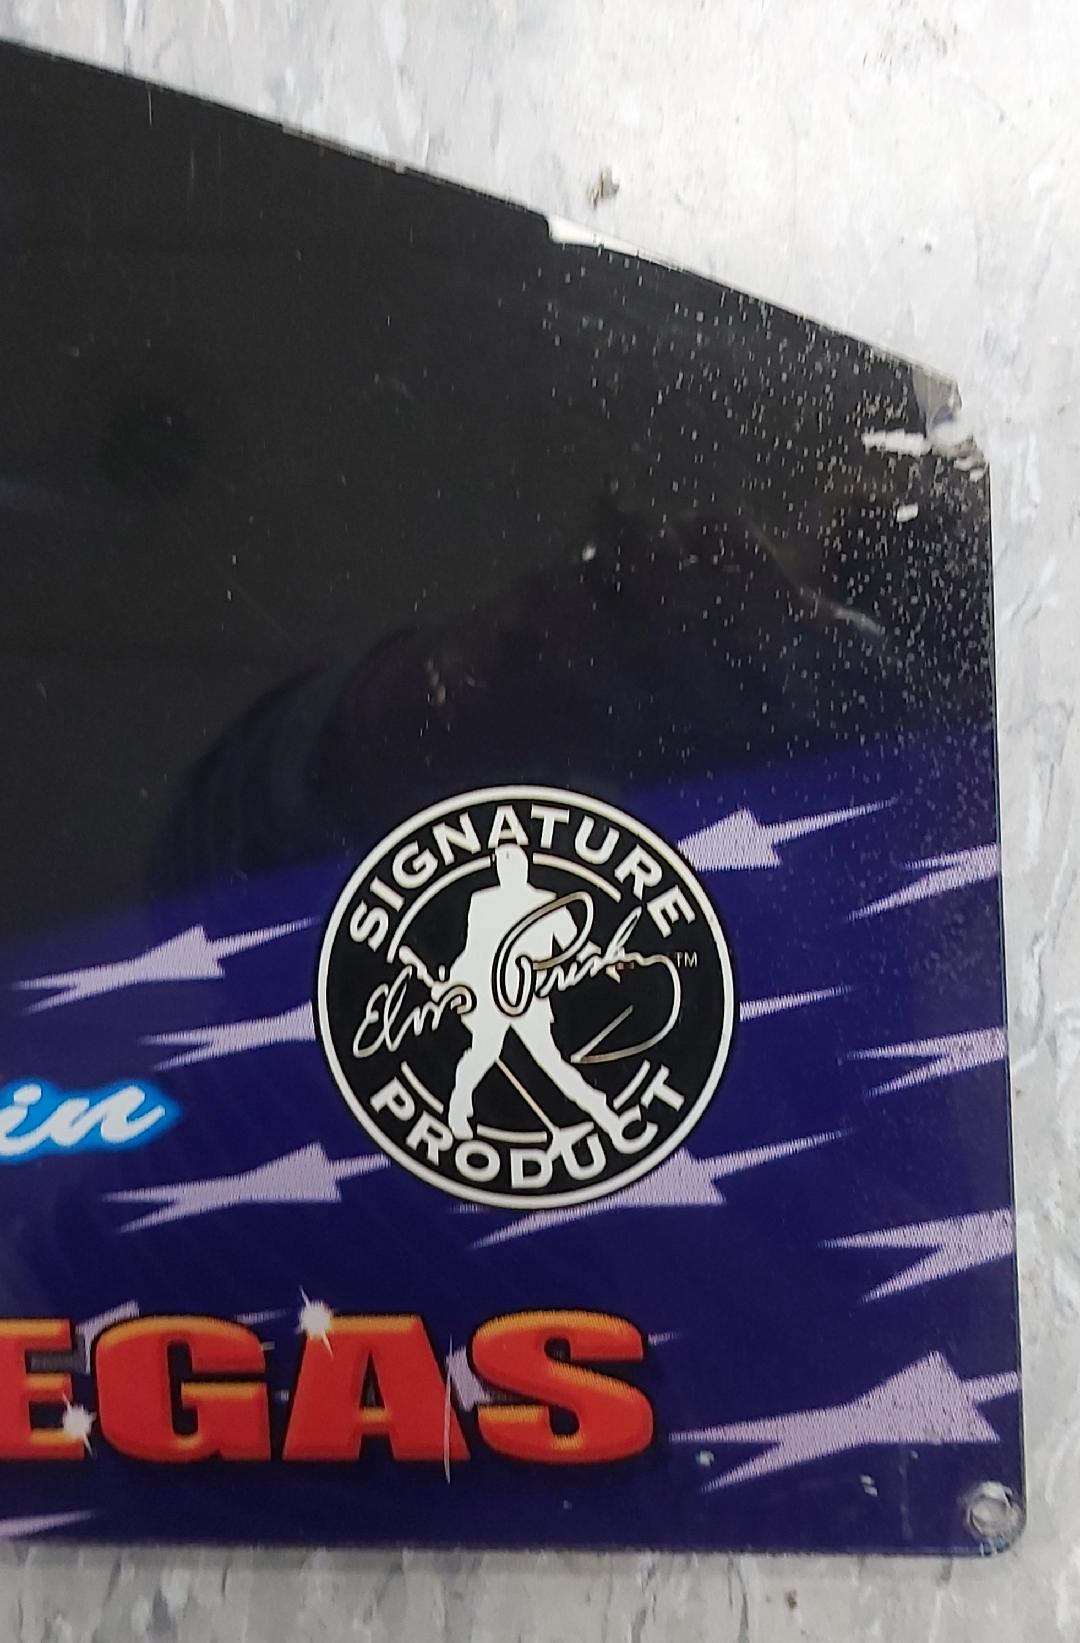 SIGNATURE
Elvis Presley™
PRODUCT
in
EGAS